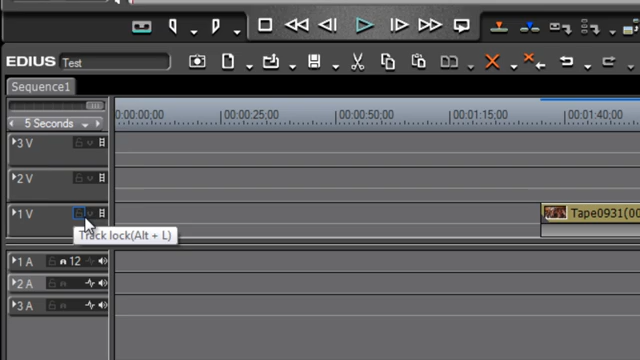 EDIUS Test
Sequence1
5 Seconds 0:00:00;00 00:00:25;00 00:00:50;00 00:01:15;00 00:01:40;00
3 V
2 V
1 V Tape0931(00
Track lock(Alt + L)
1 A 12
2 A
3 A